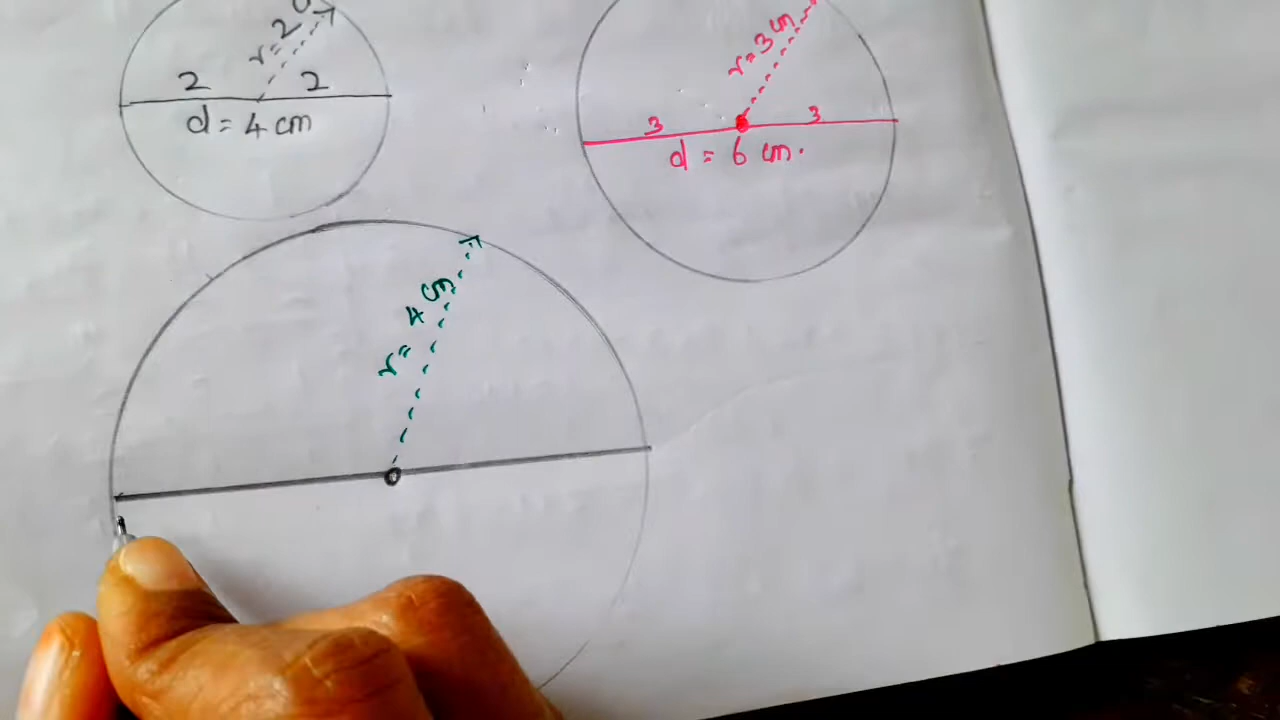 r=2
2 2
d = 4 cm
r=3 cm
3 3
d = 6 cm.
r= 4 cm